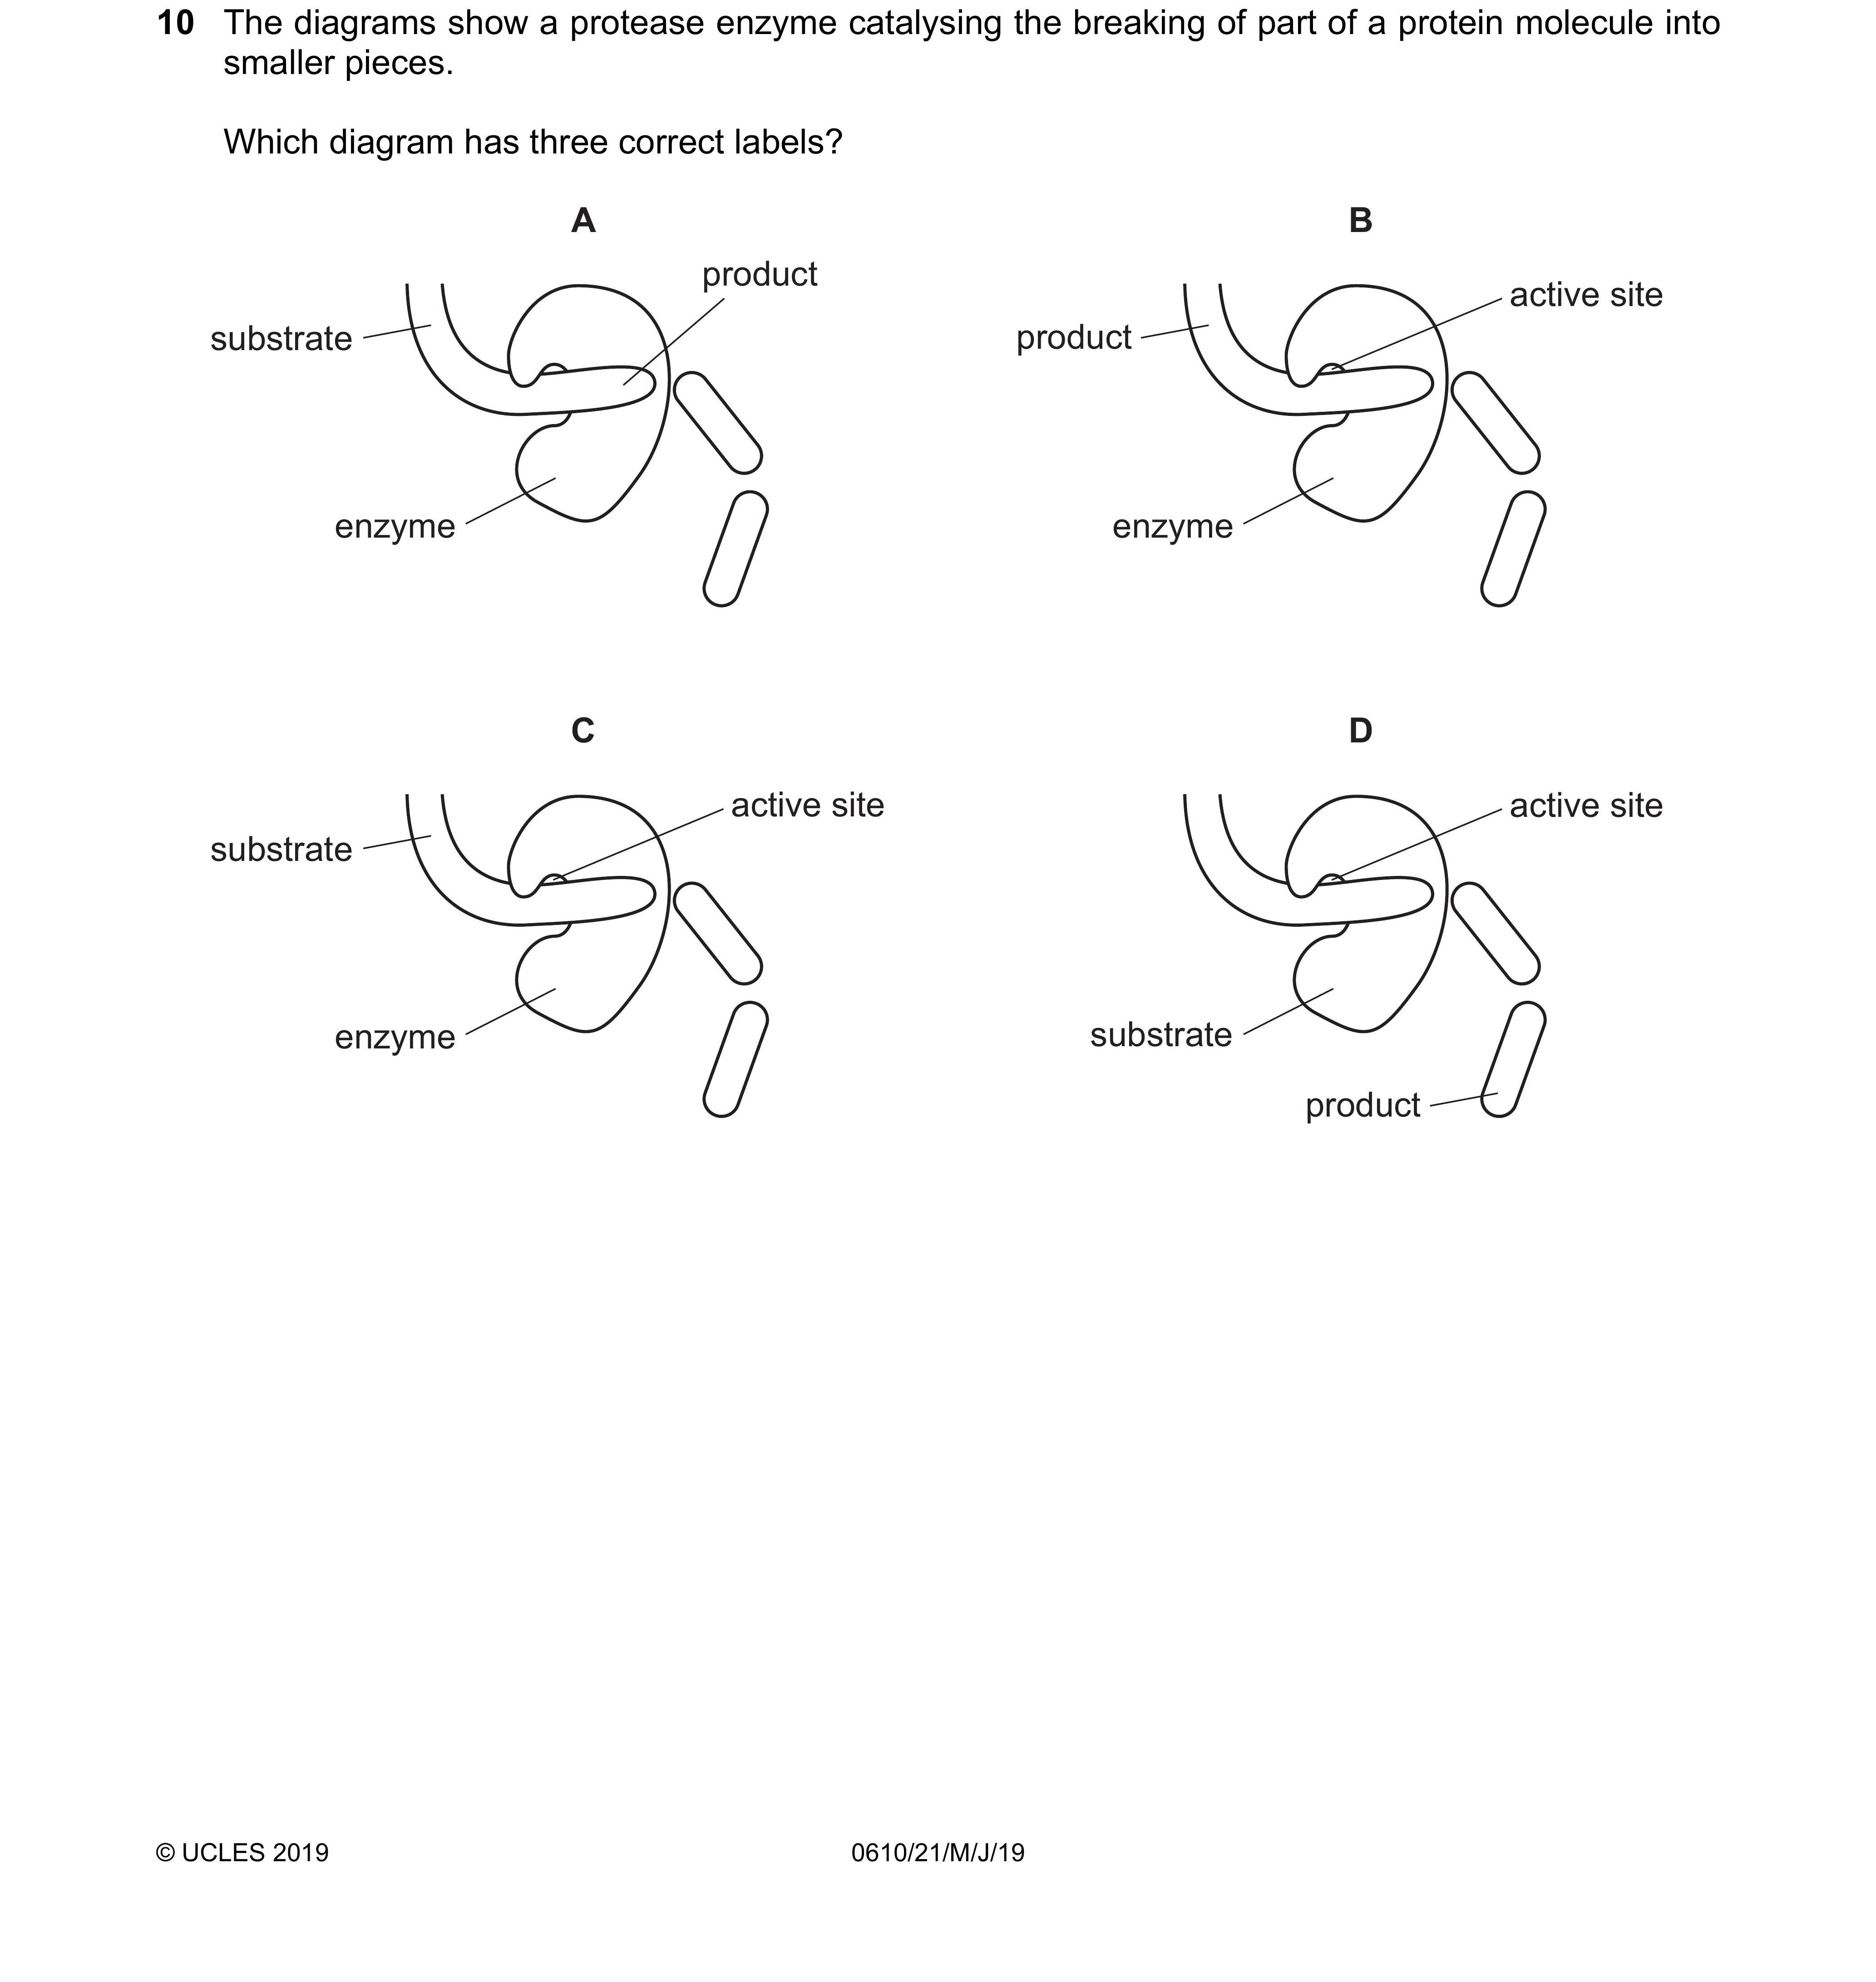 10 The diagrams show a protease enzyme catalysing the breaking of part of a protein molecule into
smaller pieces.
Which diagram has three correct labels?
A
product
substrate
enzyme
B
active site
product
enzyme
C
active site
substrate
enzyme
D
active site
substrate
product
© UCLES 2019
0610/21/M/J/19